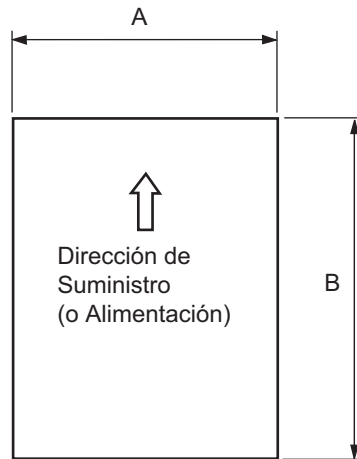 A
Dirección de
Suministro
(o Alimentación)
B